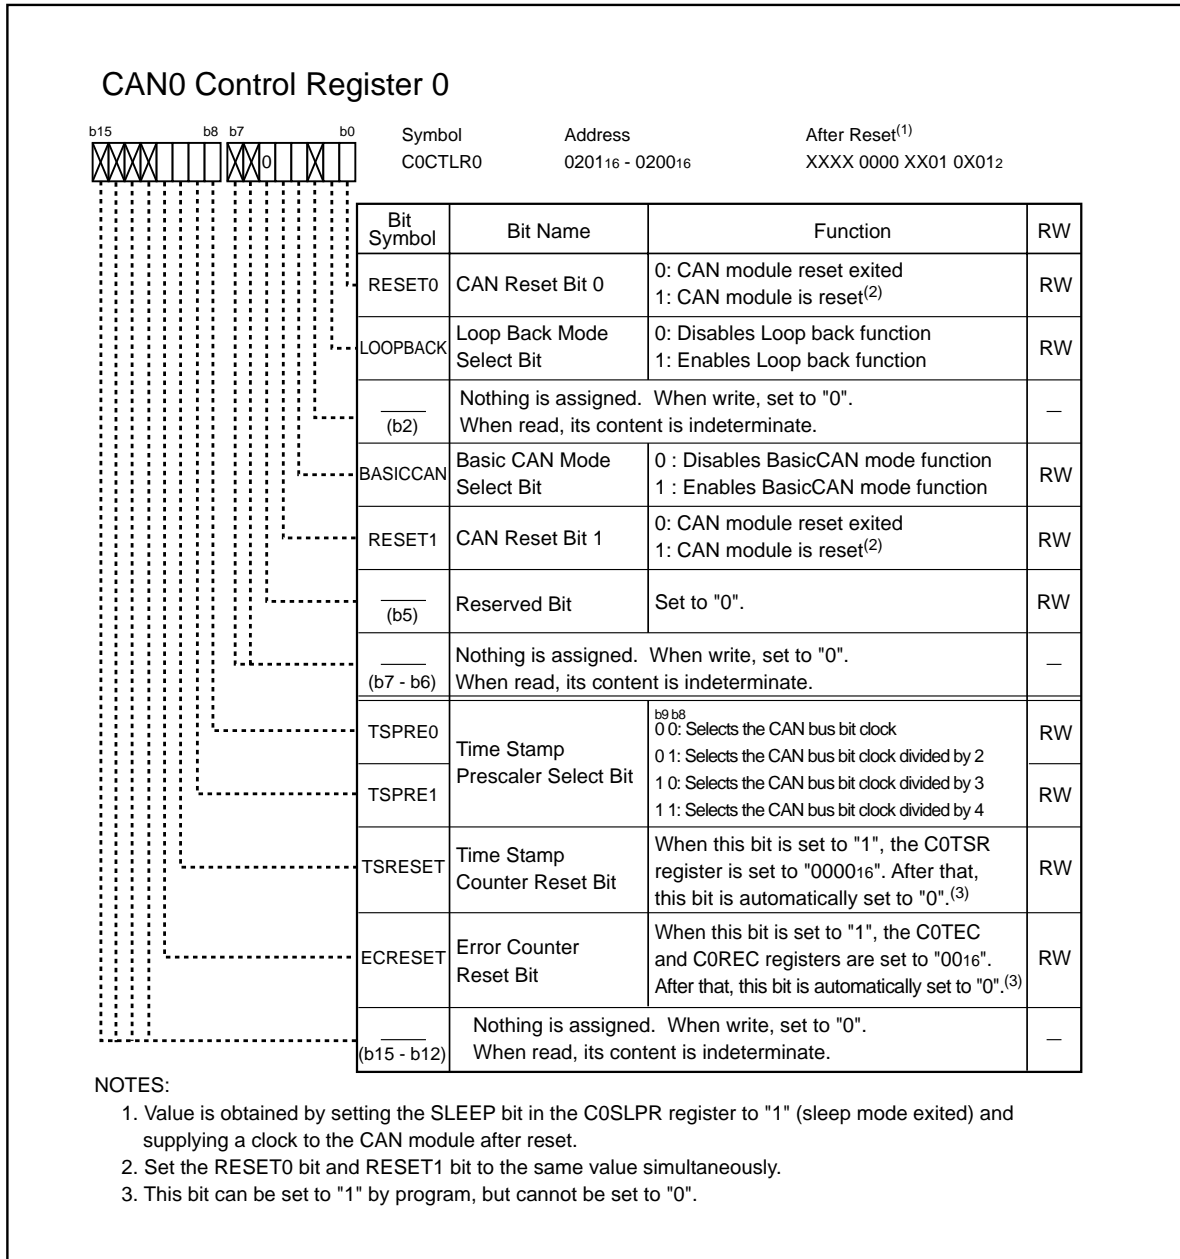 CAN0 Control Register 0
b15 b8 b7 b0
Symbol Address After Reset(1)
C0CTLR0 020116 - 020016 XXXX 0000 XX01 0X012
0
Bit Symbol Bit Name Function RW
RESET0 CAN Reset Bit 0 0: CAN module reset exited RW
1: CAN module is reset(2)
LOOPBACK Loop Back Mode Select Bit 0: Disables Loop back function RW
1: Enables Loop back function
(b2) Nothing is assigned. When write, set to "0". —
When read, its content is indeterminate.
BASICCAN Basic CAN Mode Select Bit 0 : Disables BasicCAN mode function RW
1 : Enables BasicCAN mode function
RESET1 CAN Reset Bit 1 0: CAN module reset exited RW
1: CAN module is reset(2)
(b5) Reserved Bit Set to "0". RW
(b7 - b6) Nothing is assigned. When write, set to "0". —
When read, its content is indeterminate.
b9 b8
TSPRE0 Time Stamp Prescaler Select Bit 0 0: Selects the CAN bus bit clock RW
0 1: Selects the CAN bus bit clock divided by 2
TSPRE1 1 0: Selects the CAN bus bit clock divided by 3 RW
1 1: Selects the CAN bus bit clock divided by 4
TSRESET Time Stamp Counter Reset Bit When this bit is set to "1", the C0TSR RW
register is set to "000016". After that,
this bit is automatically set to "0".(3)
ECRESET Error Counter Reset Bit When this bit is set to "1", the C0TEC RW
and C0REC registers are set to "0016".
After that, this bit is automatically set to "0".(3)
(b15 - b12) Nothing is assigned. When write, set to "0". —
When read, its content is indeterminate.
NOTES:
1. Value is obtained by setting the SLEEP bit in the C0SLPR register to "1" (sleep mode exited) and
supplying a clock to the CAN module after reset.
2. Set the RESET0 bit and RESET1 bit to the same value simultaneously.
3. This bit can be set to "1" by program, but cannot be set to "0".